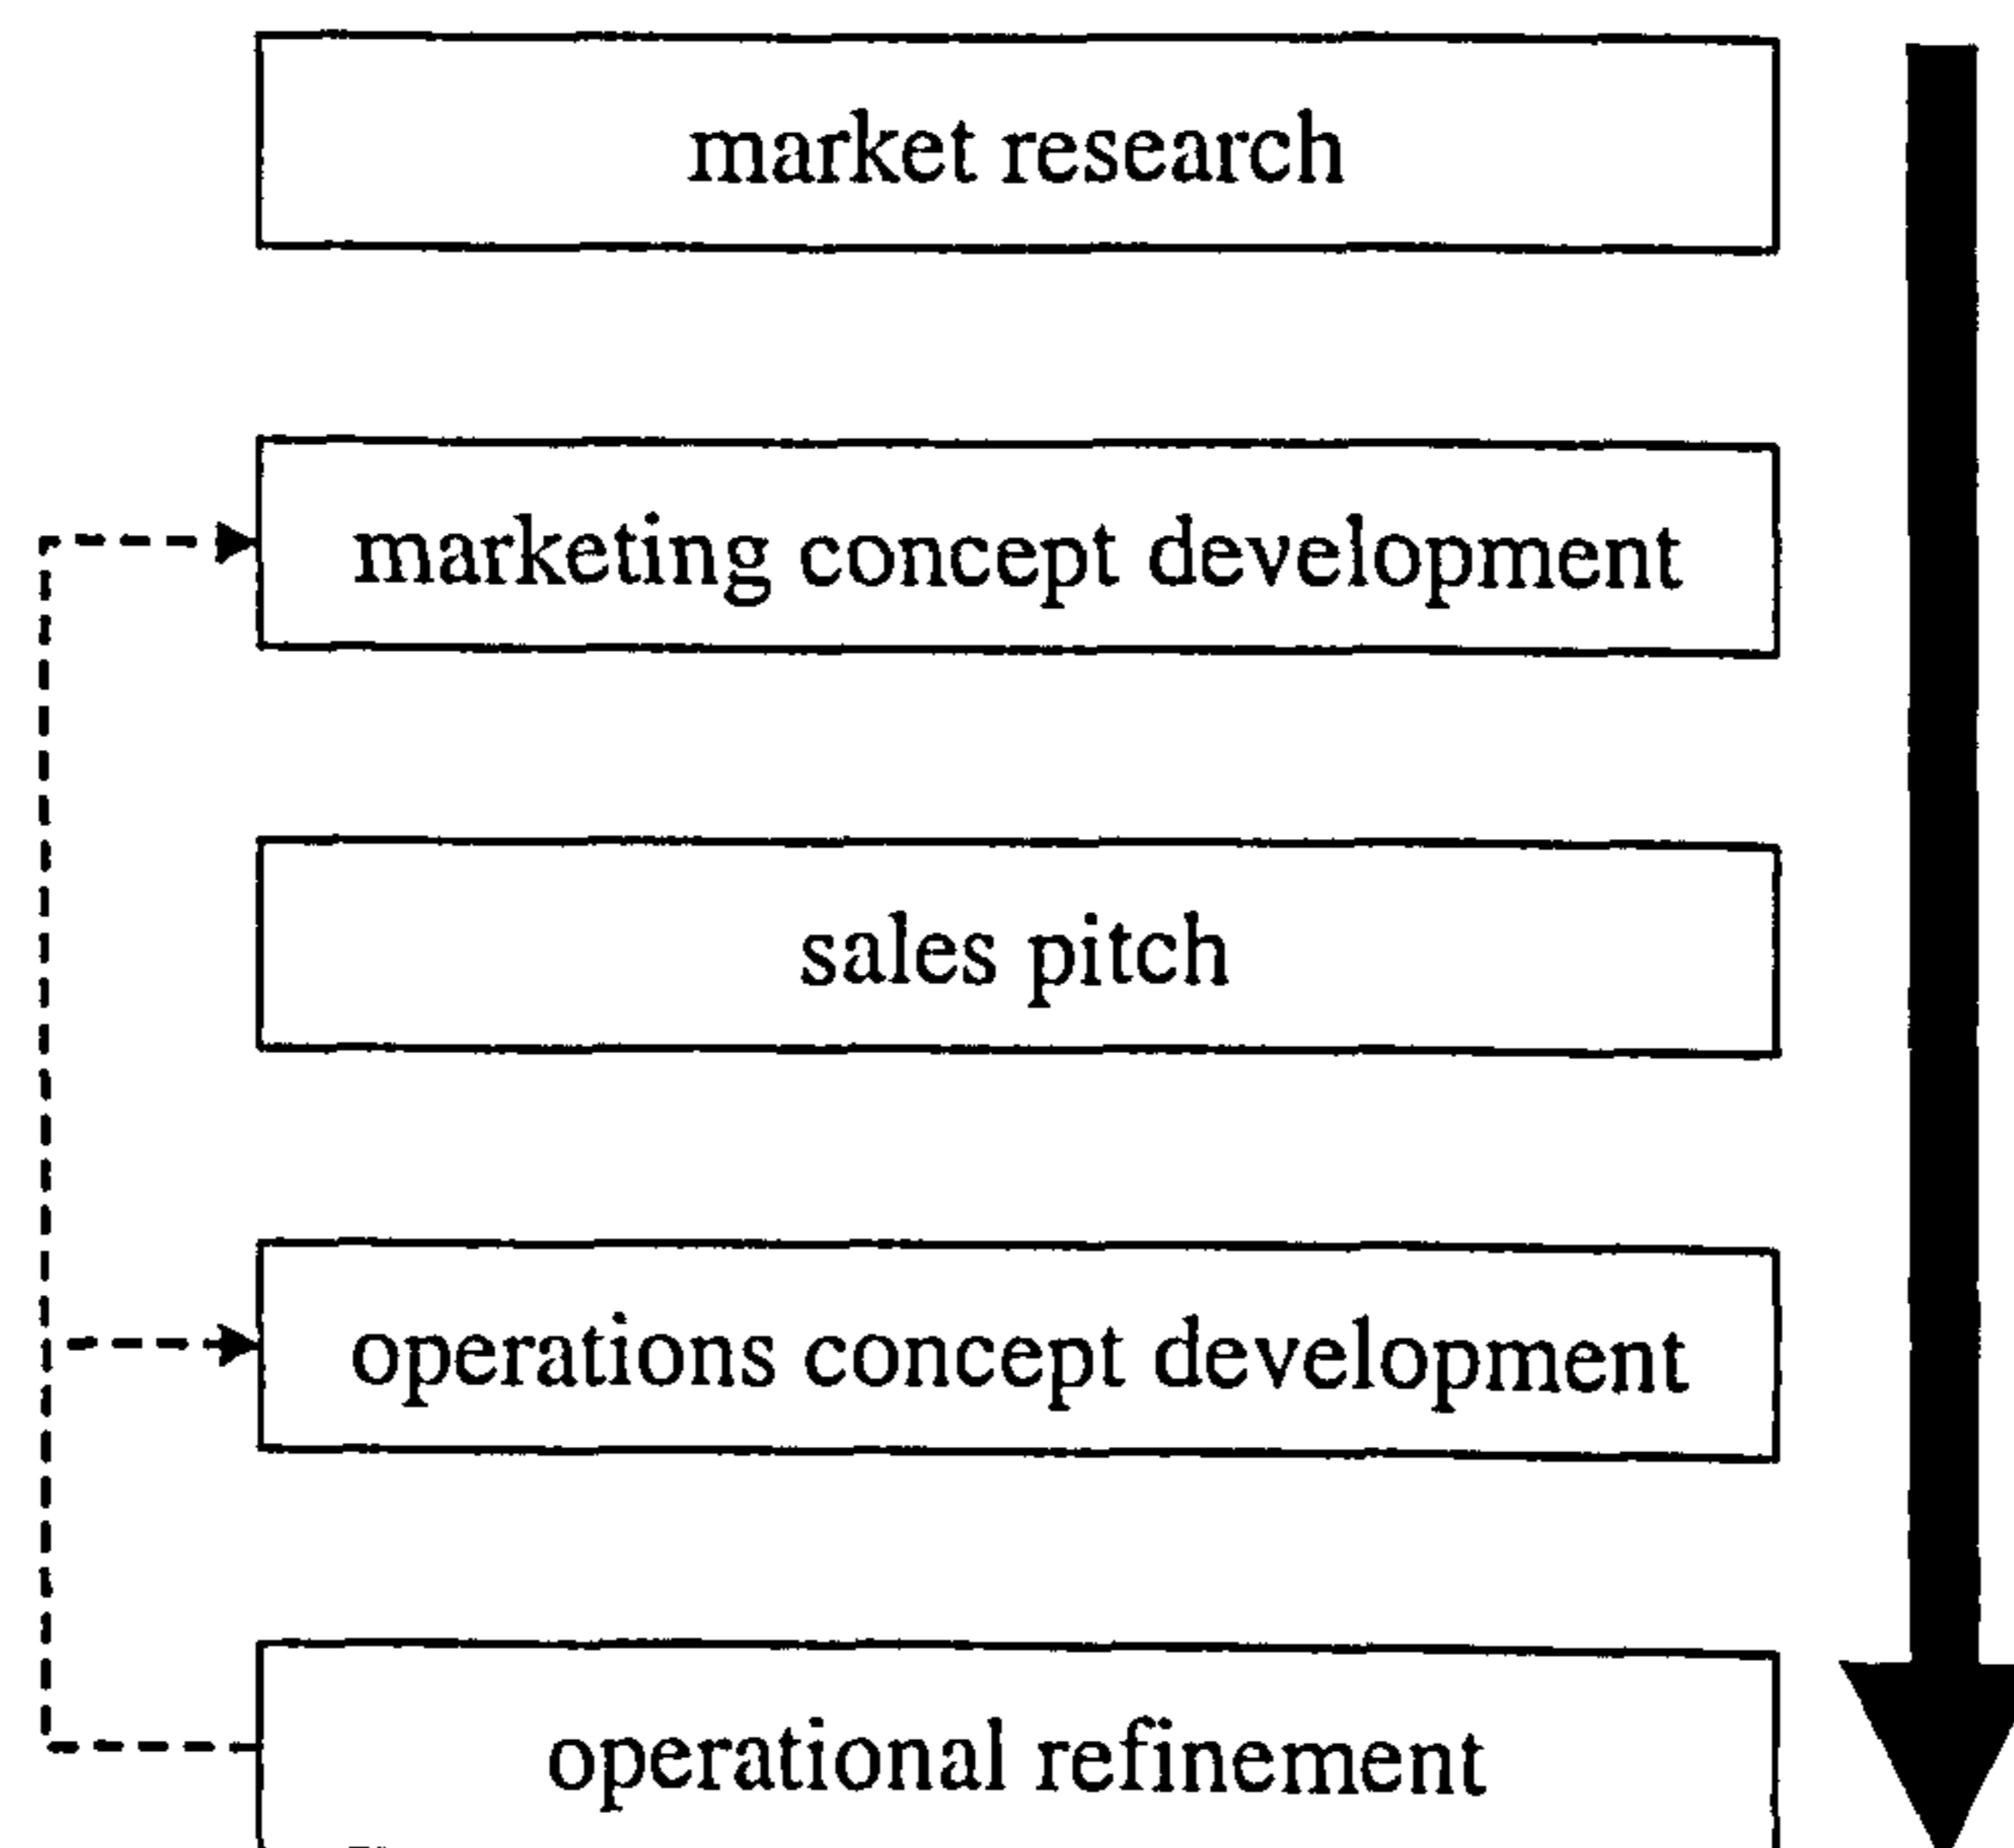 market research
marketing concept development
sales pitch
operations concept development
operational refinement